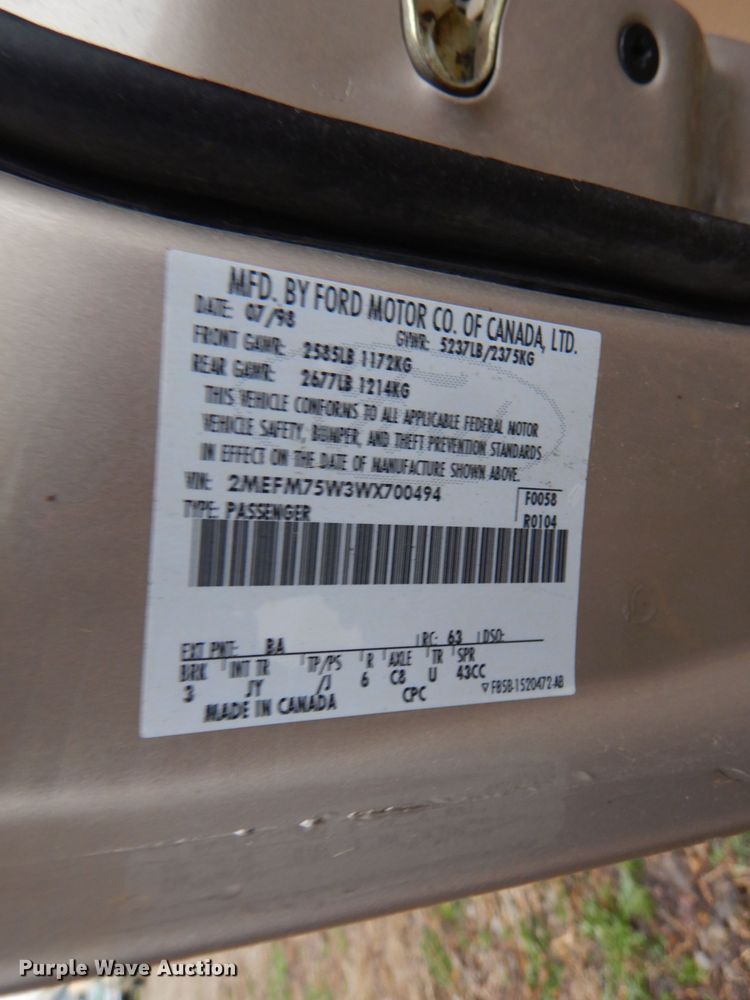 MFD. BY FORD MOTOR CO. OF CANADA, LTD.
DATE: 07/98 GVWR: 5237LB/2375KG
FRONT GAWR: 2585LB 1172KG
REAR GAWR: 2677LB 1214KG
THIS VEHICLE CONFORMS TO ALL APPLICABLE FEDERAL MOTOR
VEHICLE SAFETY, BUMPER, AND THEFT PREVENTION STANDARDS
IN EFFECT ON THE DATE OF MANUFACTURE SHOWN ABOVE.
VIN: 2MEFM75W3WX700494 F0058
TYPE: PASSENGER R0104
EXT PNT: BA RC: 63 DSO:
BRK INT TR TP/PS R AXLE TR SPR
3 JY /J 6 C8 U 43CC
MADE IN CANADA CPC ▽ F85B-1520472-AB
Purple Wave Auction